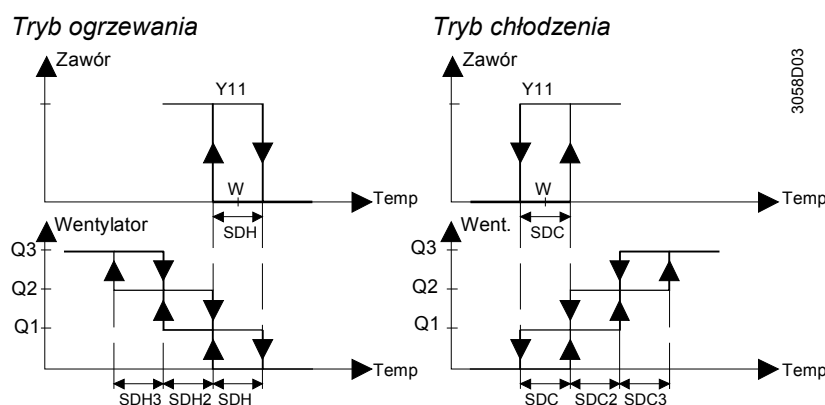 Tryb ogrzewania
Tryb chłodzenia
Zawór
Y11
W
Temp
SDH
Zawór
Y11
W
Temp
SDC
3058D03
Wentylator
Q3
Q2
Q1
Temp
SDH3 SDH2 SDH
Went.
Q3
Q2
Q1
Temp
SDC SDC2 SDC3